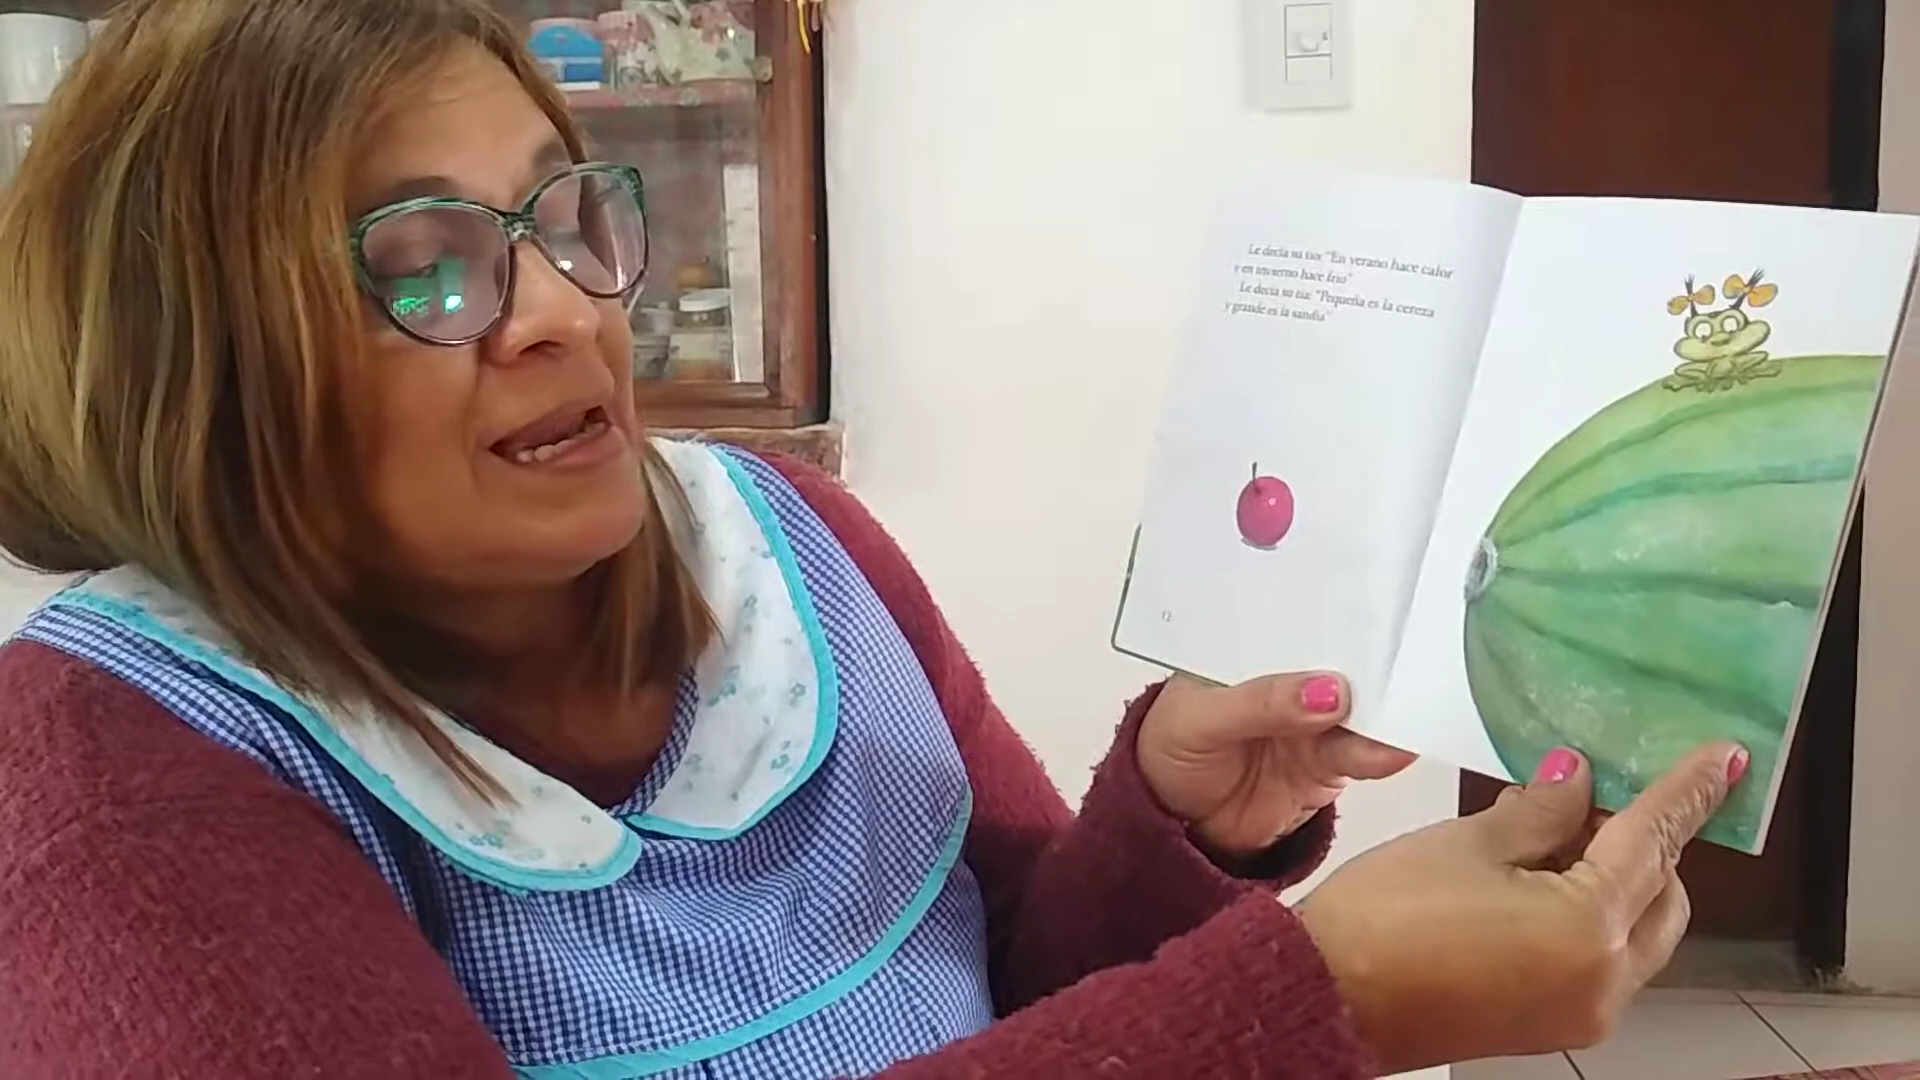 Le decía su tío: "En verano hace calor
y en invierno hace frío"
Le decía su tía: "Pequeña es la cereza
y grande es la sandía"
12